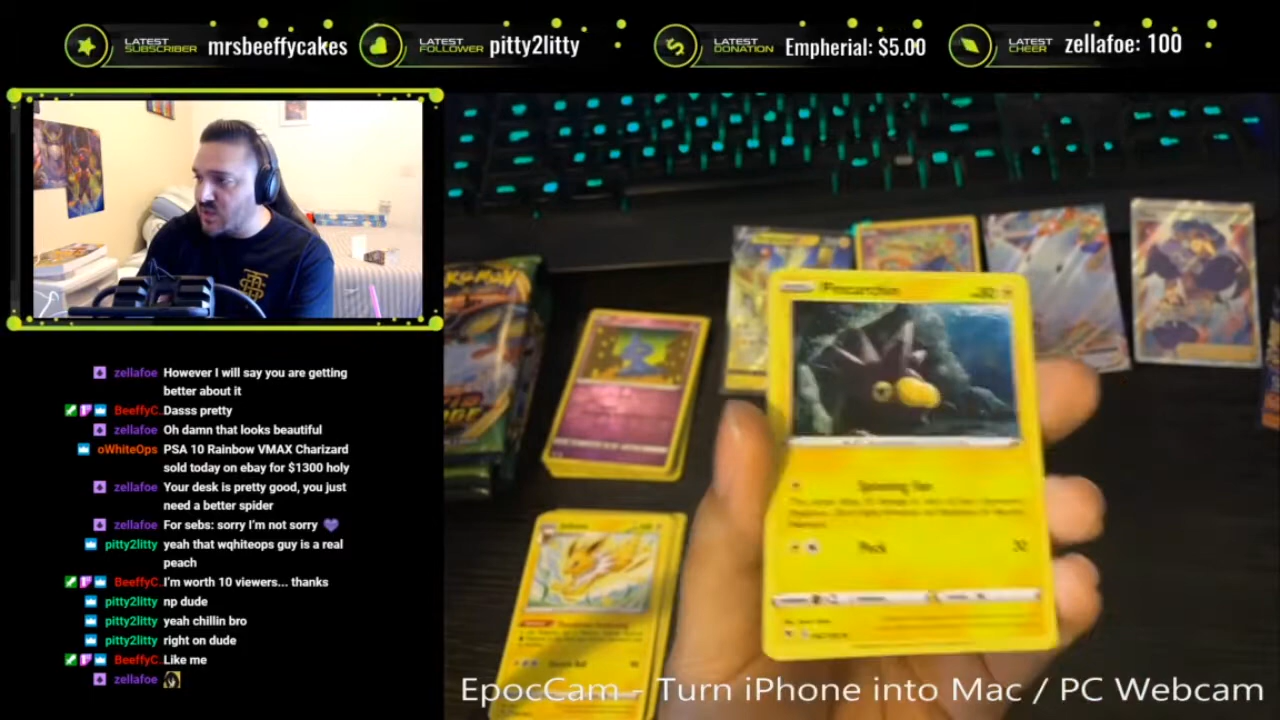 LATEST SUBSCRIBER mrsbeeffycakes
LATEST FOLLOWER pitty2litty
LATEST DONATION Empherial: $5.00
LATEST CHEER zellafoe: 100
zellafoe However I will say you are getting
better about it
BeeffyC.. Dasss pretty
zellafoe Oh damn that looks beautiful
oWhiteOps PSA 10 Rainbow VMAX Charizard
sold today on ebay for $1300 holy
zellafoe Your desk is pretty good, you just
need a better spider
zellafoe For sebs: sorry I'm not sorry
pitty2litty yeah that wqhiteops guy is a real
peach
BeeffyC.. I'm worth 10 viewers... thanks
pitty2litty np dude
pitty2litty yeah chillin bro
pitty2litty right on dude
BeeffyC.. Like me
zellafoe
Pincurchin
Peck 30
EpocCam - Turn iPhone into Mac / PC Webcam